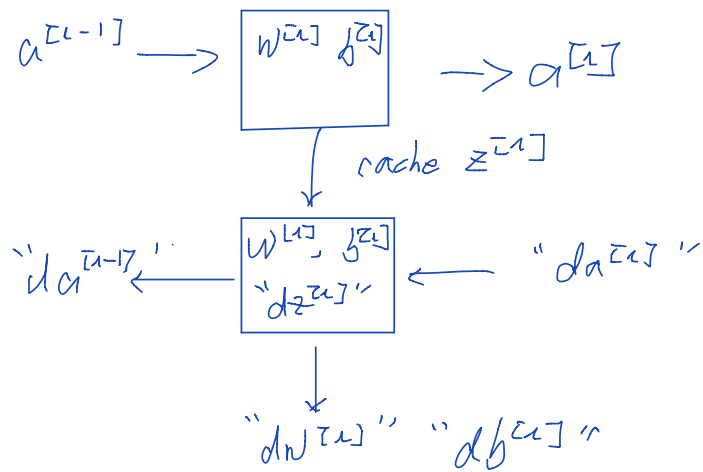 a^[l-1] → w^[l] b^[l] → a^[l]
cache z^[l]
"da^[l-1]" ← w^[l], b^[l] ← "da^[l]"
"dz^[l]"
"dw^[l]" "db^[l]"